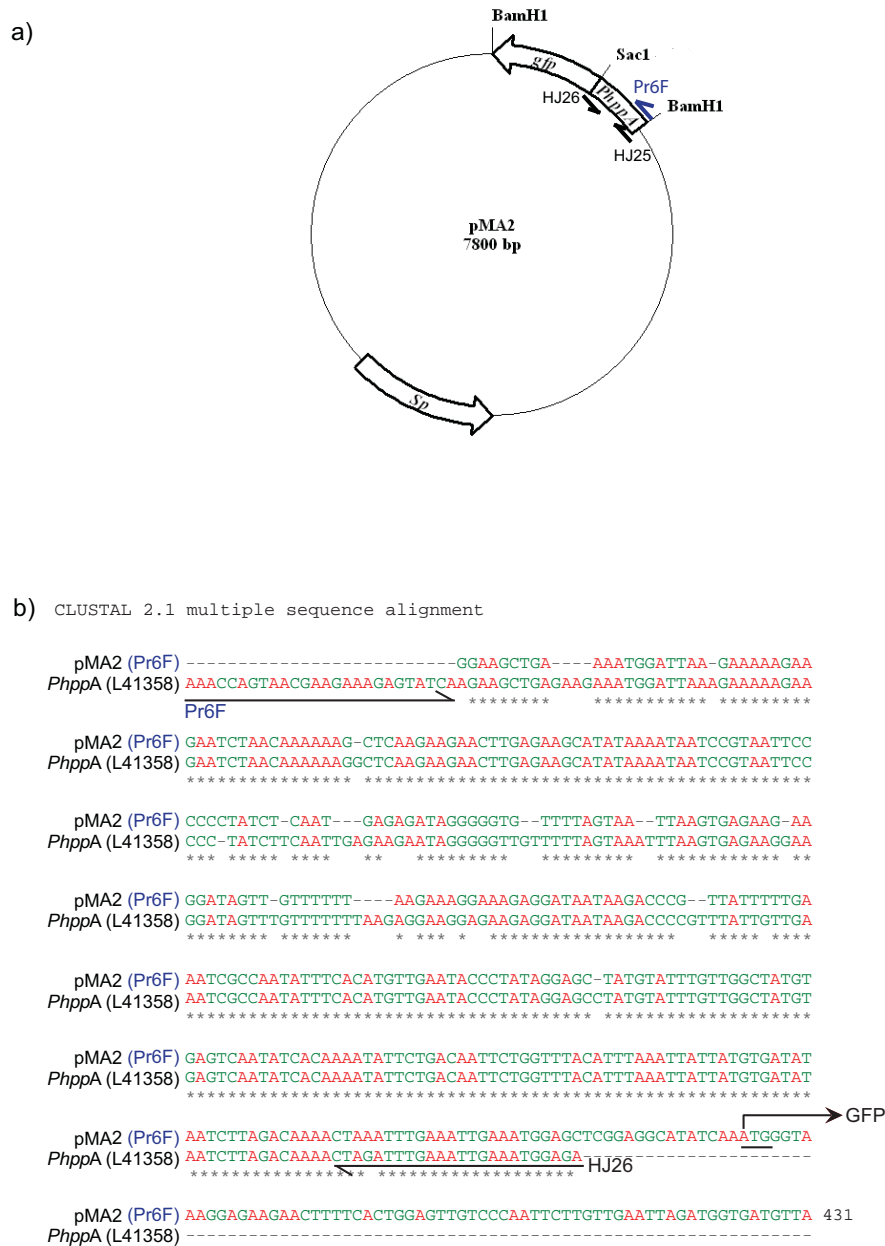 a)
BamH1
Sac1
gfp
PhppA
Pr6F
BamH1
HJ26
HJ25
pMA2
7800 bp
Sp
b) CLUSTAL 2.1 multiple sequence alignment
pMA2 (Pr6F) --------------------------GGAAGCTGA----AAATGGATTAA-GAAAAAGAA
PhppA (L41358) AAACCAGTAACGAAGAAAGAGTATCAAGAAGCTGAGAAGAAATGGATTAAAGAAAAAGAA
Pr6F
******** ********* *********
pMA2 (Pr6F) GAATCTAACAAAAAAG-CTCAAGAAGAACTTGAGAAGCATATAAAATAATCCGTAATTCC
PhppA (L41358) GAATCTAACAAAAAAGGCTCAAGAAGAACTTGAGAAGCATATAAAATAATCCGTAATTCC
**************** *******************************************
pMA2 (Pr6F) CCCCTATCT-CAAT---GAGAGATAGGGGGTG--TTTTAGTAA--TTAAGTGAGAAG-AA
PhppA (L41358) CCC-TATCTTCAATTGAGAAGAATAGGGGGTTGTTTTTAGTAAATTTAAGTGAGAAGGAA
*** ***** **** ** ********* ********* ************ **
pMA2 (Pr6F) GGATAGTT-GTTTTTT----AAGAAAGGAAAGAGGATAATAAGACCCG--TTATTTTTGA
PhppA (L41358) GGATAGTTTGTTTTTTTAAGAGGAAGGAGAAGAGGATAATAAGACCCCGTTTATTGTTGA
******** ******* * *** * ****************** ***** ****
pMA2 (Pr6F) AATCGCCAATATTTCACATGTTGAATACCCTATAGGAGC-TATGTATTTGTTGGCTATGT
PhppA (L41358) AATCGCCAATATTTCACATGTTGAATACCCTATAGGAGCCTATGTATTTGTTGGCTATGT
*************************************** ********************
pMA2 (Pr6F) GAGTCAATATCACAAAATATTCTGACAATTCTGGTTTACATTTAAATTATTATGTGATAT
PhppA (L41358) GAGTCAATATCACAAAATATTCTGACAATTCTGGTTTACATTTAAATTATTATGTGATAT
************************************************************
GFP
pMA2 (Pr6F) AATCTTAGACAAAACTAAATTTGAAATTGAAATGGAGCTCGGAGGCATATCAAATGGGTA
PhppA (L41358) AATCTTAGACAAAACTAGATTTGAAATTGAAATGGAGA----------------------
HJ26
***************** *******************
pMA2 (Pr6F) AAGGAGAAGAACTTTTCACTGGAGTTGTCCCAATTCTTGTTGAATTAGATGGTGATGTTA 431
PhppA (L41358) ------------------------------------------------------------